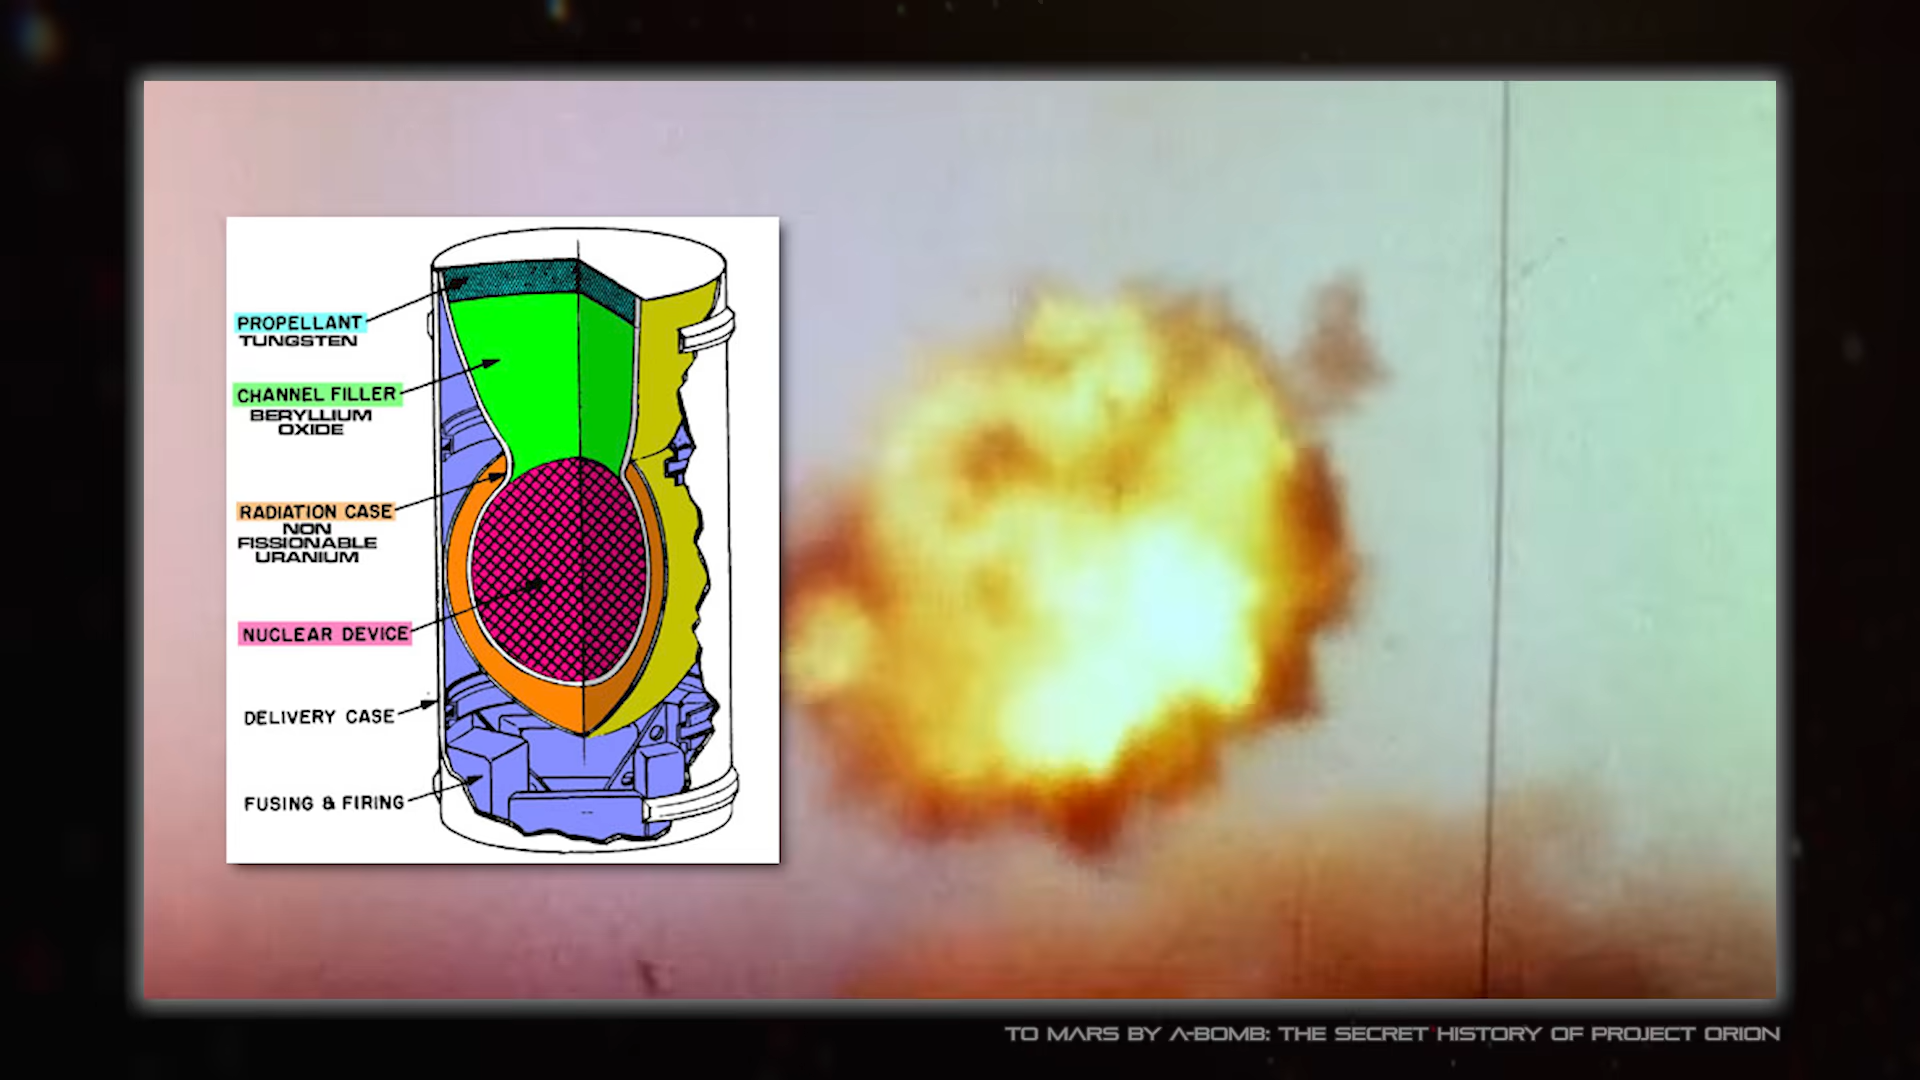 PROPELLANT
TUNGSTEN
CHANNEL FILLER
BERYLLIUM
OXIDE
RADIATION CASE
NON
FISSIONABLE
URANIUM
NUCLEAR DEVICE
DELIVERY CASE
FUSING & FIRING
TO MARS BY A-BOMB: THE SECRET HISTORY OF PROJECT ORION